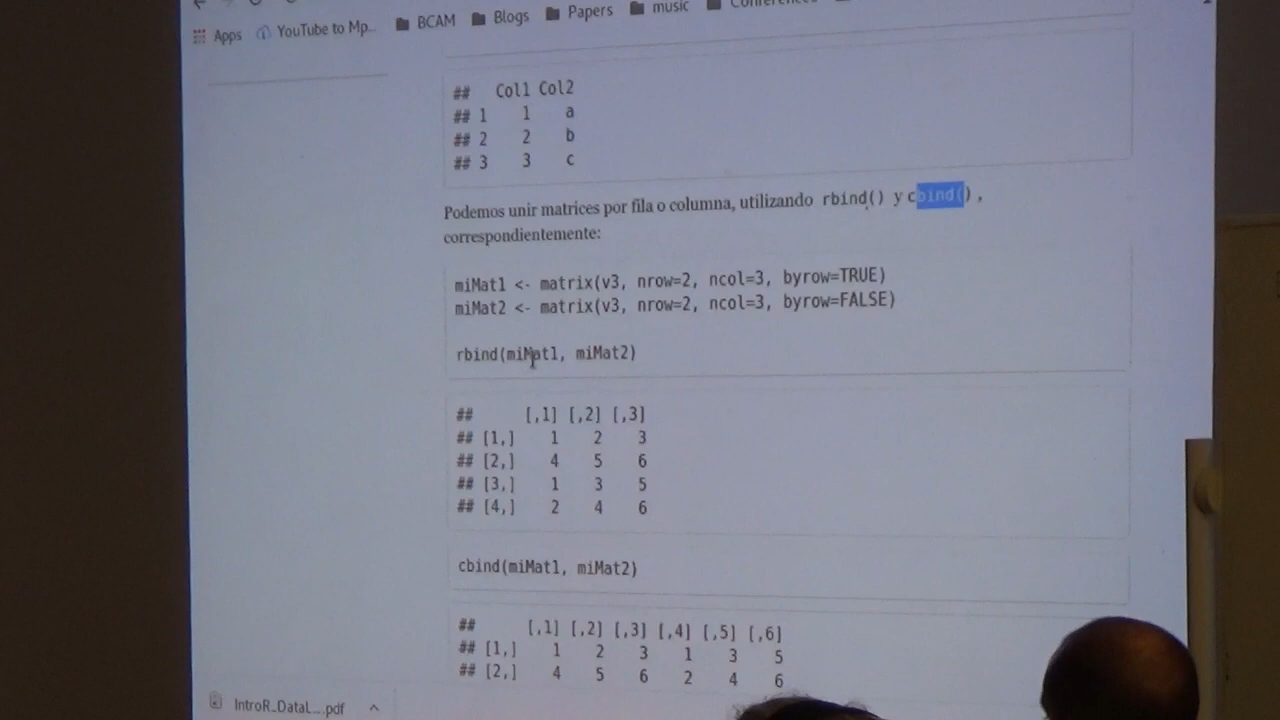 Apps YouTube to Mp... BCAM Blogs Papers music Conferences
## Col1 Col2
## 1 1 a
## 2 2 b
## 3 3 c
Podemos unir matrices por fila o columna, utilizando rbind() y cbind() ,
correspondientemente:
miMat1 <- matrix(v3, nrow=2, ncol=3, byrow=TRUE)
miMat2 <- matrix(v3, nrow=2, ncol=3, byrow=FALSE)
rbind(miMat1, miMat2)
## [,1] [,2] [,3]
## [1,] 1 2 3
## [2,] 4 5 6
## [3,] 1 3 5
## [4,] 2 4 6
cbind(miMat1, miMat2)
## [,1] [,2] [,3] [,4] [,5] [,6]
## [1,] 1 2 3 1 3 5
## [2,] 4 5 6 2 4 6
IntroR_DataL....pdf